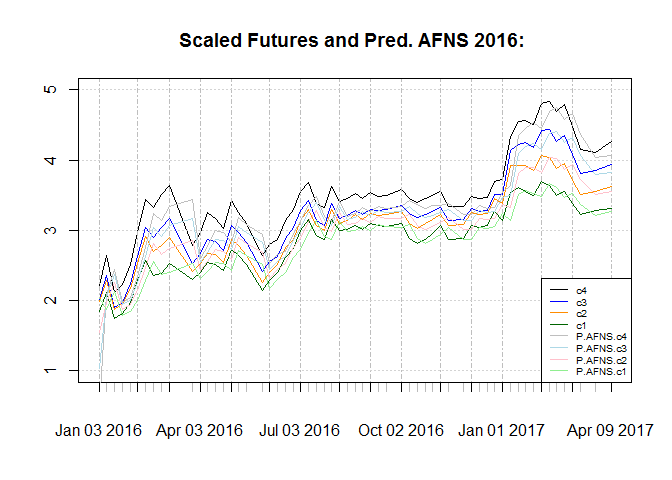 Scaled Futures and Pred. AFNS 2016:
5
4
3
2
1
c4
c3
c2
c1
P.AFNS.c4
P.AFNS.c3
P.AFNS.c2
P.AFNS.c1
Jan 03 2016 Apr 03 2016 Jul 03 2016 Oct 02 2016 Jan 01 2017 Apr 09 2017